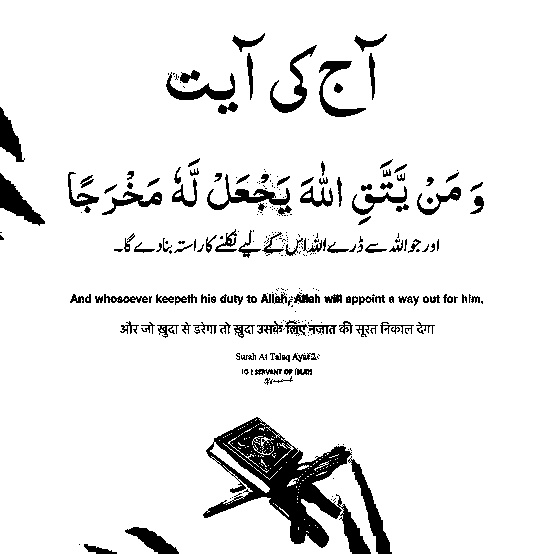 آج کی آیت
وَ مَنْ یَّتَّقِ اللّٰهَ یَجْعَلْ لَّهٗ مَخْرَجًا
اور جو اللہ سے ڈرے اللہ اس کے لیے نکلنے کا راستہ بنا دے گا۔
And whosoever keepeth his duty to Allah, Allah will appoint a way out for him,
और जो ख़ुदा से डरेगा तो ख़ुदा उसके लिए नजात की सूरत निकाल देगा
Surah At Talaq Ayat 2
SERVANT OF